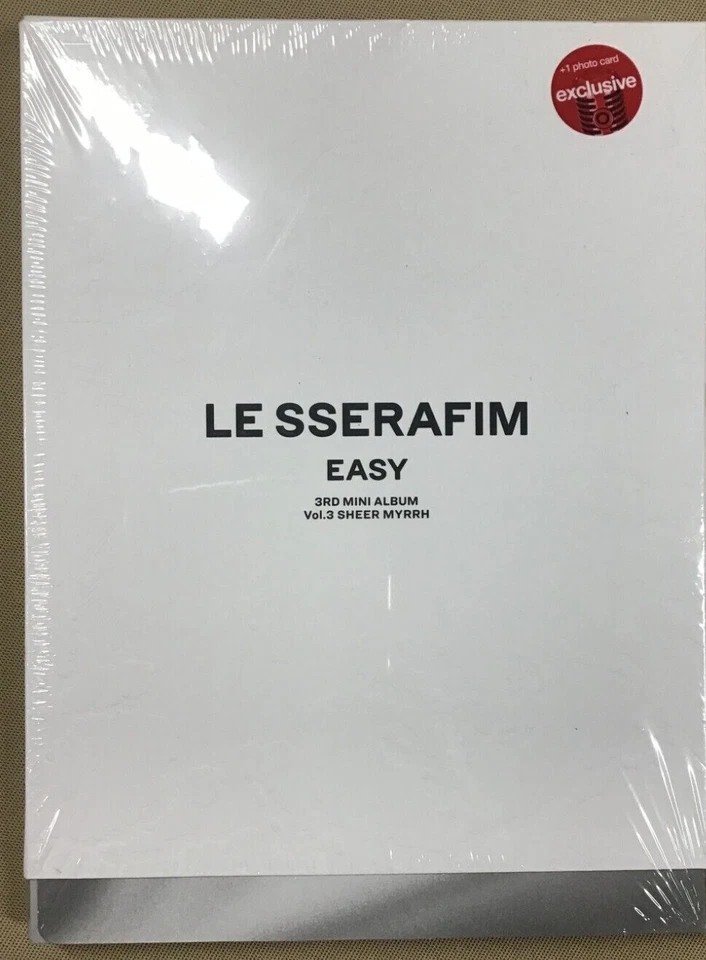 +1 photo card
exclusive
LE SSERAFIM
EASY
3RD MINI ALBUM
Vol.3 SHEER MYRRH